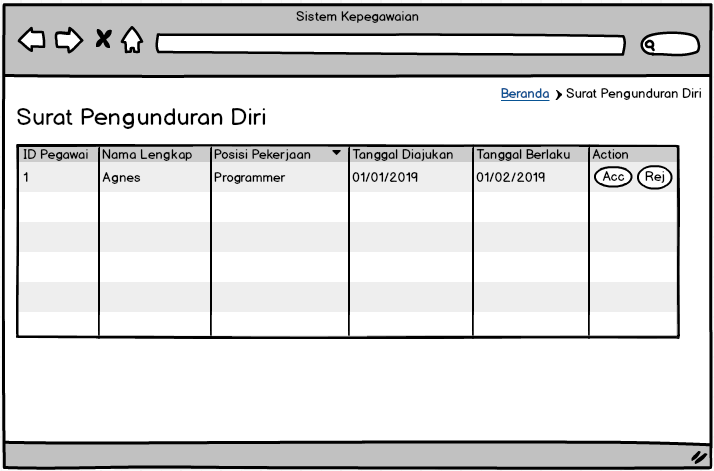 Sistem Kepegawaian
Beranda > Surat Pengunduran Diri
Surat Pengunduran Diri
ID Pegawai Nama Lengkap Posisi Pekerjaan Tanggal Diajukan Tanggal Berlaku Action
1 Agnes Programmer 01/01/2019 01/02/2019 Acc Rej